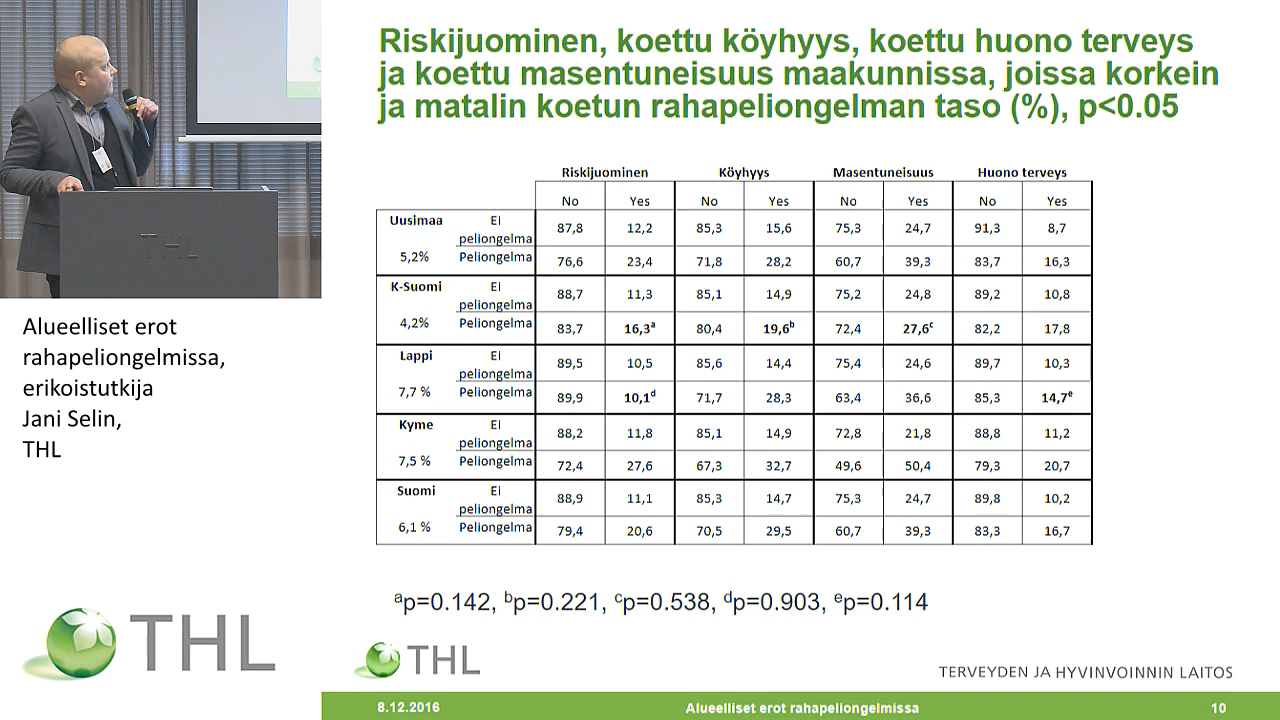 Riskijuominen, koettu köyhyys, koettu huono terveys
ja koettu masentuneisuus maakunnissa, joissa korkein
ja matalin koetun rahapeliongelman taso (%), p<0.05
Riskijuominen Köyhyys Masentuneisuus Huono terveys
No Yes No Yes No Yes No Yes
Uusimaa EI
peliongelma 87,8 12,2 85,3 15,6 75,3 24,7 91,3 8,7
5,2% Peliongelma 76,6 23,4 71,8 28,2 60,7 39,3 83,7 16,3
K-Suomi EI
peliongelma 88,7 11,3 85,1 14,9 75,2 24,8 89,2 10,8
4,2% Peliongelma 83,7 16,3ᵃ 80,4 19,6ᵇ 72,4 27,6ᶜ 82,2 17,8
Lappi EI
peliongelma 89,5 10,5 85,6 14,4 75,4 24,6 89,7 10,3
7,7 % Peliongelma 89,9 10,1ᵈ 71,7 28,3 63,4 36,6 85,3 14,7ᵉ
Kyme EI
peliongelma 88,2 11,8 85,1 14,9 72,8 21,8 88,8 11,2
7,5 % Peliongelma 72,4 27,6 67,3 32,7 49,6 50,4 79,3 20,7
Suomi EI
peliongelma 88,9 11,1 85,3 14,7 75,3 24,7 89,8 10,2
6,1 % Peliongelma 79,4 20,6 70,5 29,5 60,7 39,3 83,3 16,7
ᵃp=0.142, ᵇp=0.221, ᶜp=0.538, ᵈp=0.903, ᵉp=0.114
THL
TERVEYDEN JA HYVINVOINNIN LAITOS
8.12.2016 Alueelliset erot rahapeliongelmissa 10
THL
Alueelliset erot
rahapeliongelmissa,
erikoistutkija
Jani Selin,
THL
THL